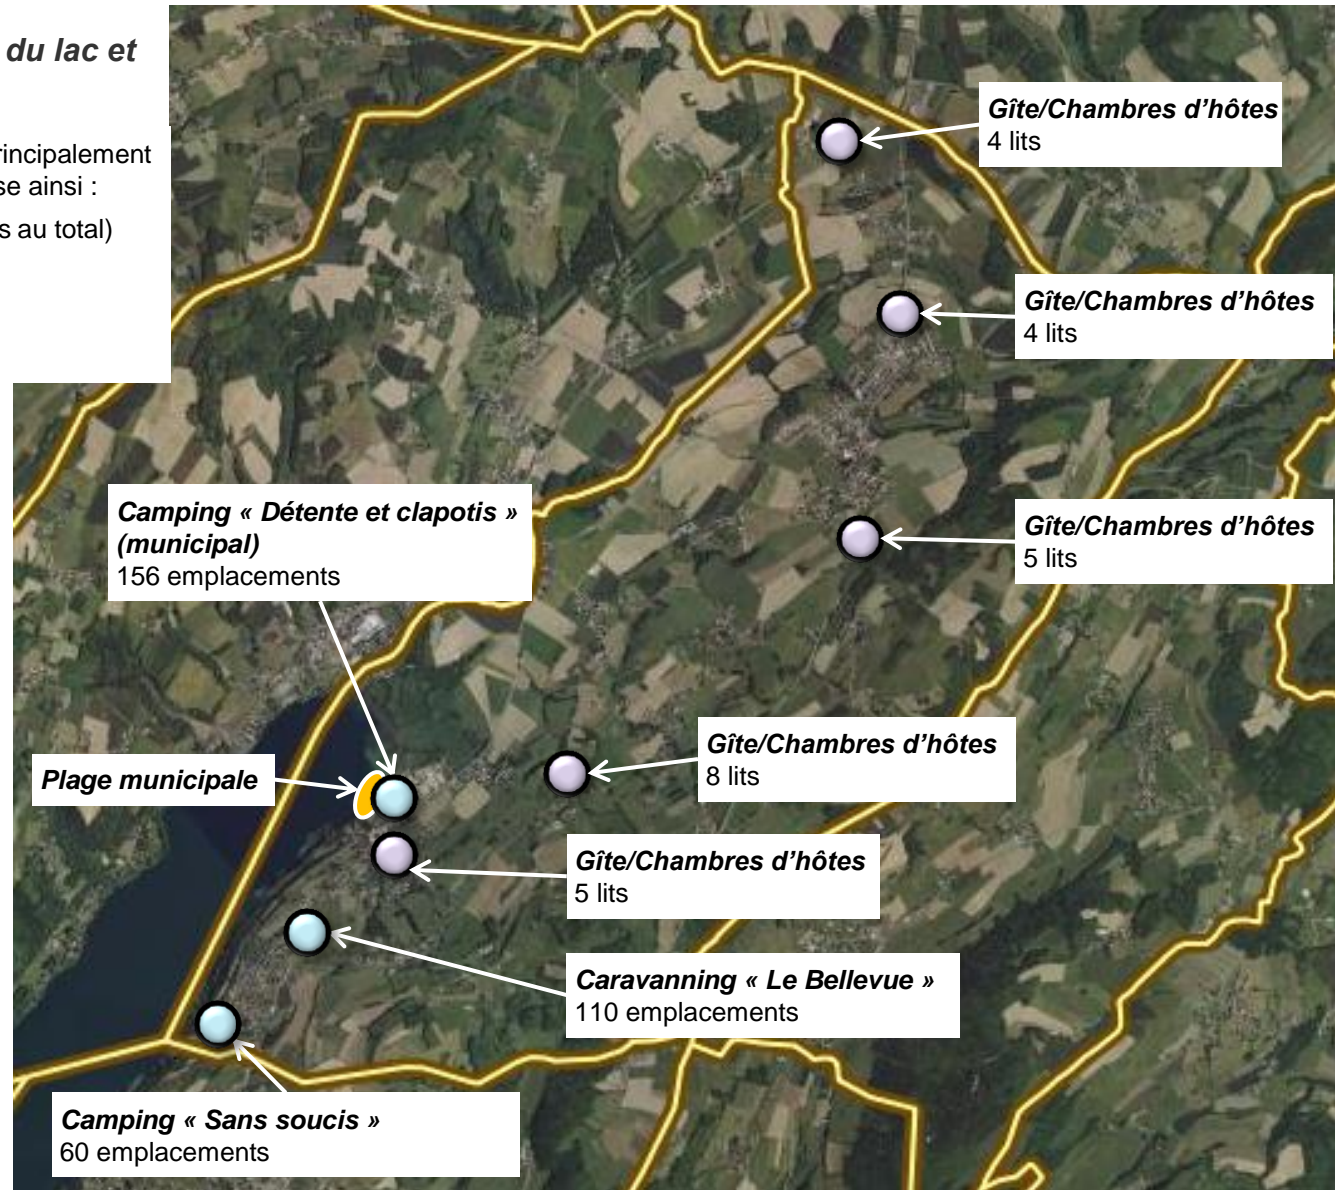 du lac et
rincipalement
se ainsi :
s au total)
Gîte/Chambres d’hôtes
4 lits
Gîte/Chambres d’hôtes
4 lits
Camping « Détente et clapotis »
(municipal)
156 emplacements
Gîte/Chambres d’hôtes
5 lits
Gîte/Chambres d’hôtes
8 lits
Plage municipale
Gîte/Chambres d’hôtes
5 lits
Caravanning « Le Bellevue »
110 emplacements
Camping « Sans soucis »
60 emplacements